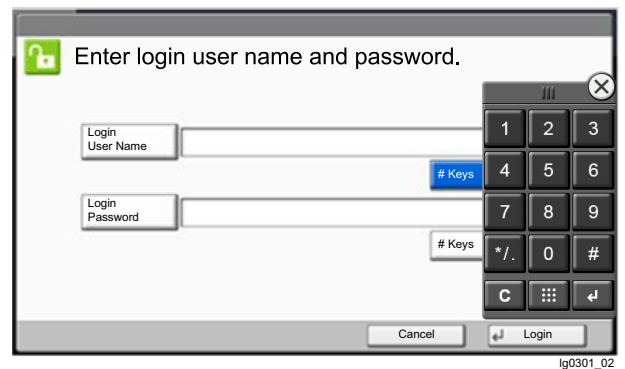 Enter login user name and password.
Login
User Name
# Keys
Login
Password
# Keys
1 2 3
4 5 6
7 8 9
*/. 0 #
C
Cancel
Login
lg0301_02